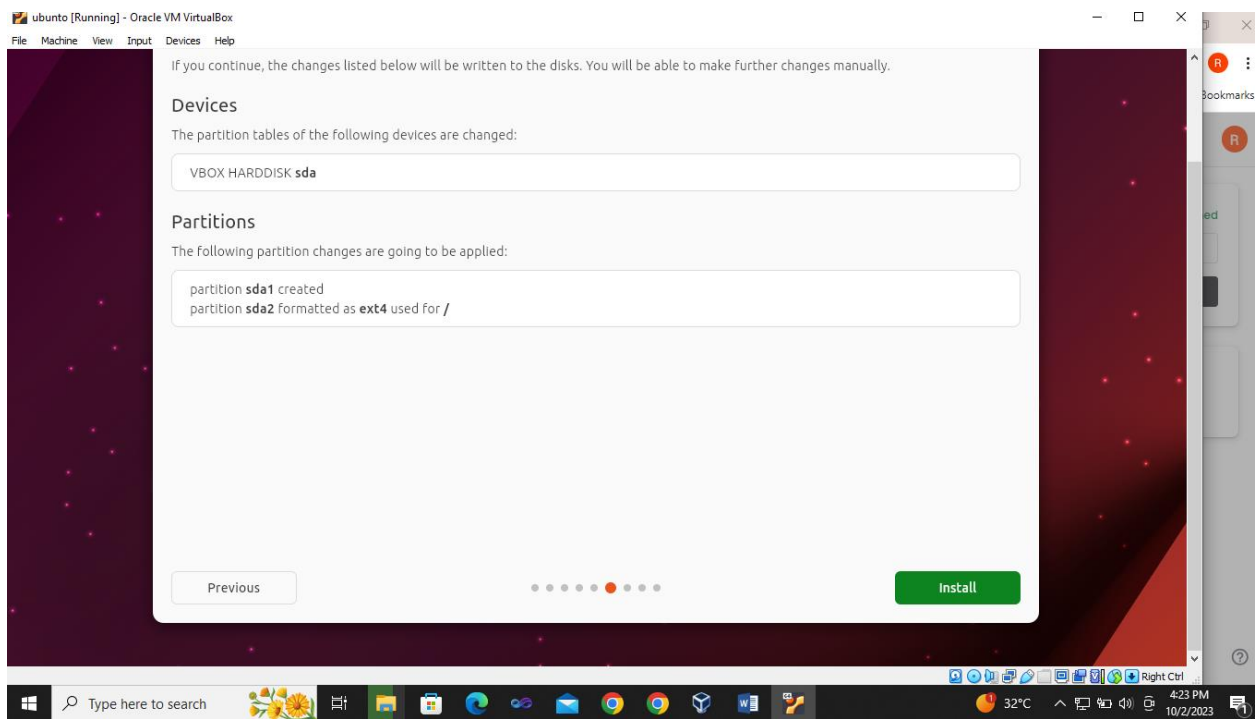 ubunto [Running] - Oracle VM VirtualBox
File Machine View Input Devices Help
If you continue, the changes listed below will be written to the disks. You will be able to make further changes manually.
Devices
The partition tables of the following devices are changed:
VBOX HARDDISK sda
Partitions
The following partition changes are going to be applied:
partition sda1 created
partition sda2 formatted as ext4 used for /
Previous
Install
Right Ctrl
R
Bookmarks
R
ed
Type here to search
1
32°C
4:23 PM
10/2/2023
1